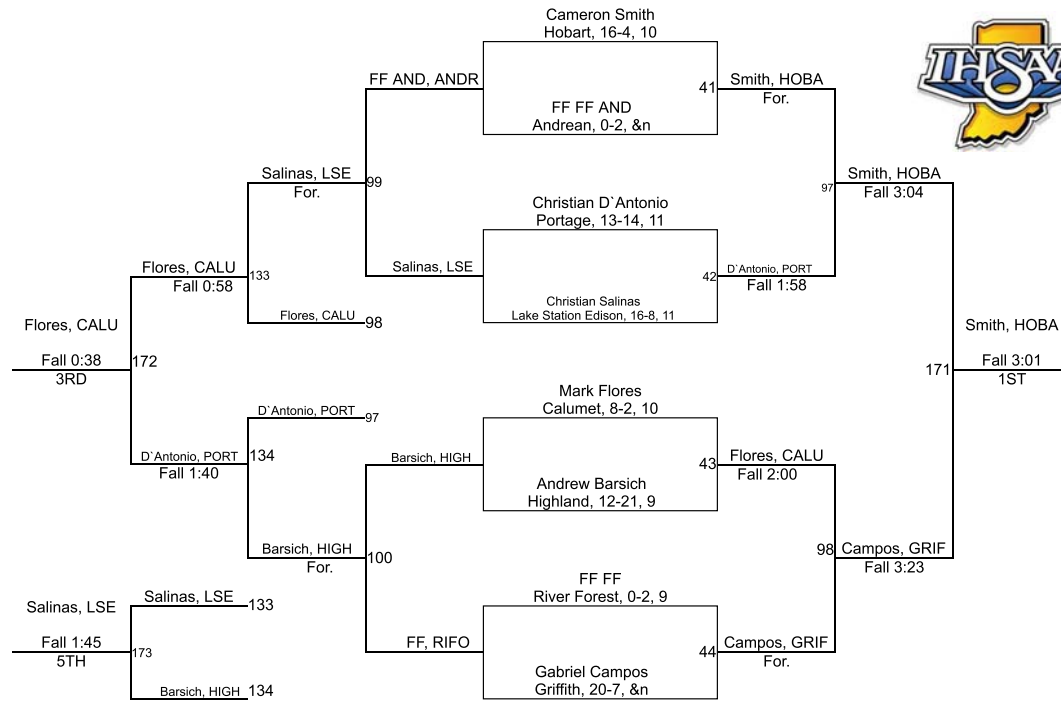 Cameron Smith
Hobart, 16-4, 10
IHSAA
FF AND, ANDR
41
Smith, HOBA
For.
FF FF AND
Andrean, 0-2, &n
Salinas, LSE
For.
99
97
Smith, HOBA
Fall 3:04
Christian D`Antonio
Portage, 13-14, 11
Flores, CALU
Fall 0:58
133
Salinas, LSE
42
D`Antonio, PORT
Fall 1:58
Christian Salinas
Lake Station Edison, 16-8, 11
Flores, CALU
98
Flores, CALU
Fall 0:38
3RD
172
Smith, HOBA
171
Fall 3:01
1ST
Mark Flores
Calumet, 8-2, 10
D`Antonio, PORT
97
D`Antonio, PORT
Fall 1:40
134
Barsich, HIGH
43
Flores, CALU
Fall 2:00
Andrew Barsich
Highland, 12-21, 9
Barsich, HIGH
For.
100
98
Campos, GRIF
Fall 3:23
FF FF
River Forest, 0-2, 9
Salinas, LSE
Salinas, LSE
133
Fall 1:45
5TH
173
FF, RIFO
44
Campos, GRIF
For.
Gabriel Campos
Griffith, 20-7, &n
Barsich, HIGH
134